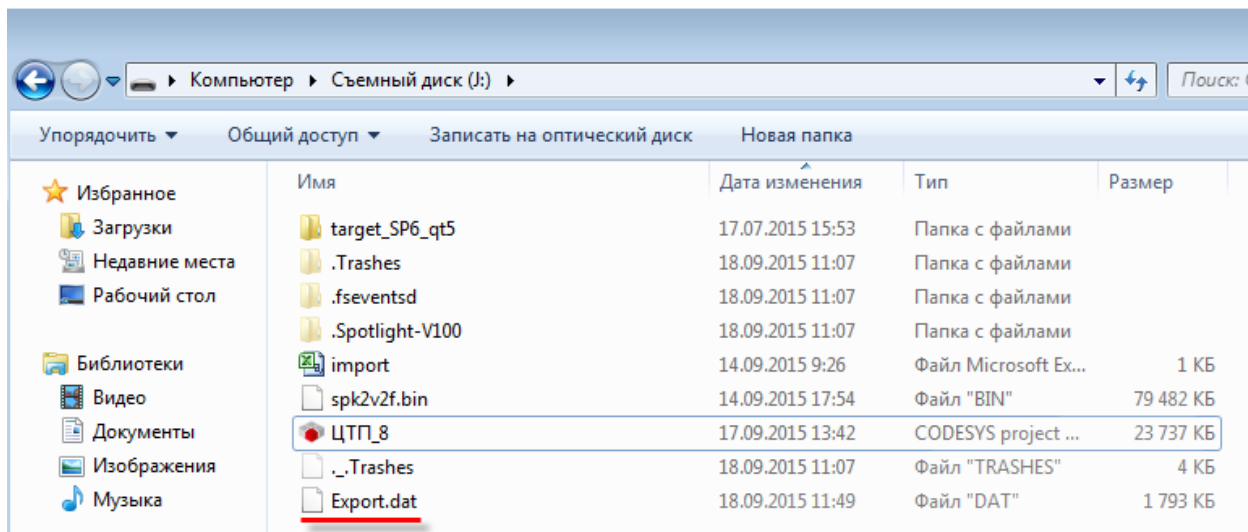 Компьютер Съемный диск (J:) Поиск:
Упорядочить Общий доступ Записать на оптический диск Новая папка
Избранное
Загрузки
Недавние места
Рабочий стол
Библиотеки
Видео
Документы
Изображения
Музыка
Имя Дата изменения Тип Размер
target_SP6_qt5 17.07.2015 15:53 Папка с файлами
.Trashes 18.09.2015 11:07 Папка с файлами
.fseventsd 18.09.2015 11:07 Папка с файлами
.Spotlight-V100 18.09.2015 11:07 Папка с файлами
import 14.09.2015 9:26 Файл Microsoft Ex... 1 КБ
spk2v2f.bin 14.09.2015 17:54 Файл "BIN" 79 482 КБ
ЦТП_8 17.09.2015 13:42 CODESYS project ... 23 737 КБ
._.Trashes 18.09.2015 11:07 Файл "TRASHES" 4 КБ
Export.dat 18.09.2015 11:49 Файл "DAT" 1 793 КБ